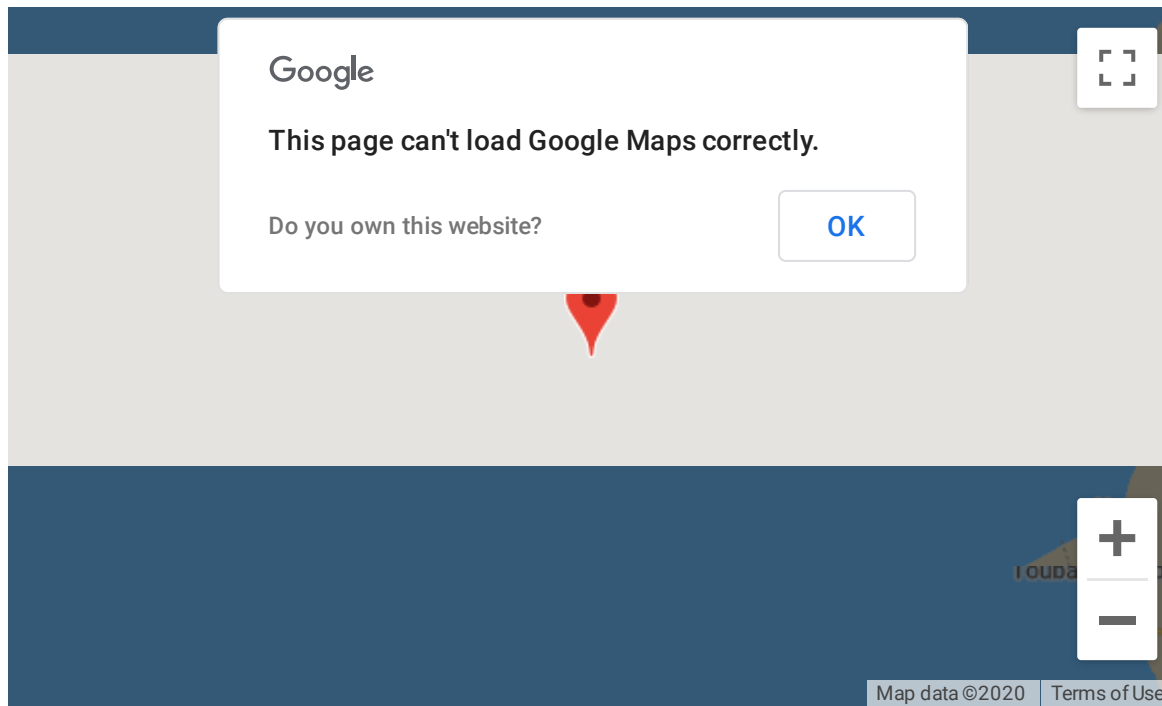 Google
This page can't load Google Maps correctly.
Do you own this website?
OK
Map data ©2020
Terms of Use